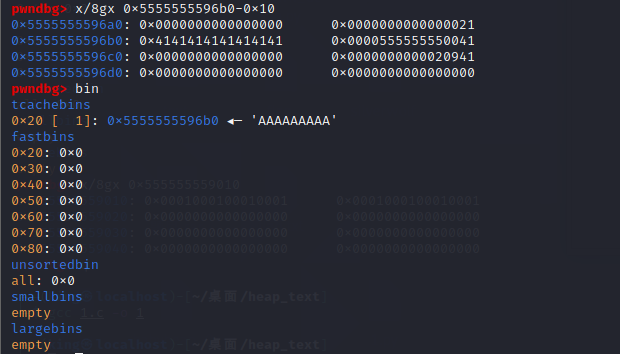 pwndbg> x/8gx 0×5555555596b0-0×10
0×5555555596a0: 0×0000000000000000 0×0000000000000021
0×5555555596b0: 0×4141414141414141 0×0000555555550041
0×5555555596c0: 0×0000000000000000 0×0000000000020941
0×5555555596d0: 0×0000000000000000 0×0000000000000000
pwndbg> bin
tcachebins
0×20 [  1]: 0×5555555596b0 ◂— 'AAAAAAAAA'
fastbins
0×20: 0×0
0×30: 0×0
0×40: 0×0
0×50: 0×0
0×60: 0×0
0×70: 0×0
0×80: 0×0
unsortedbin
all: 0×0
smallbins
empty
largebins
empty